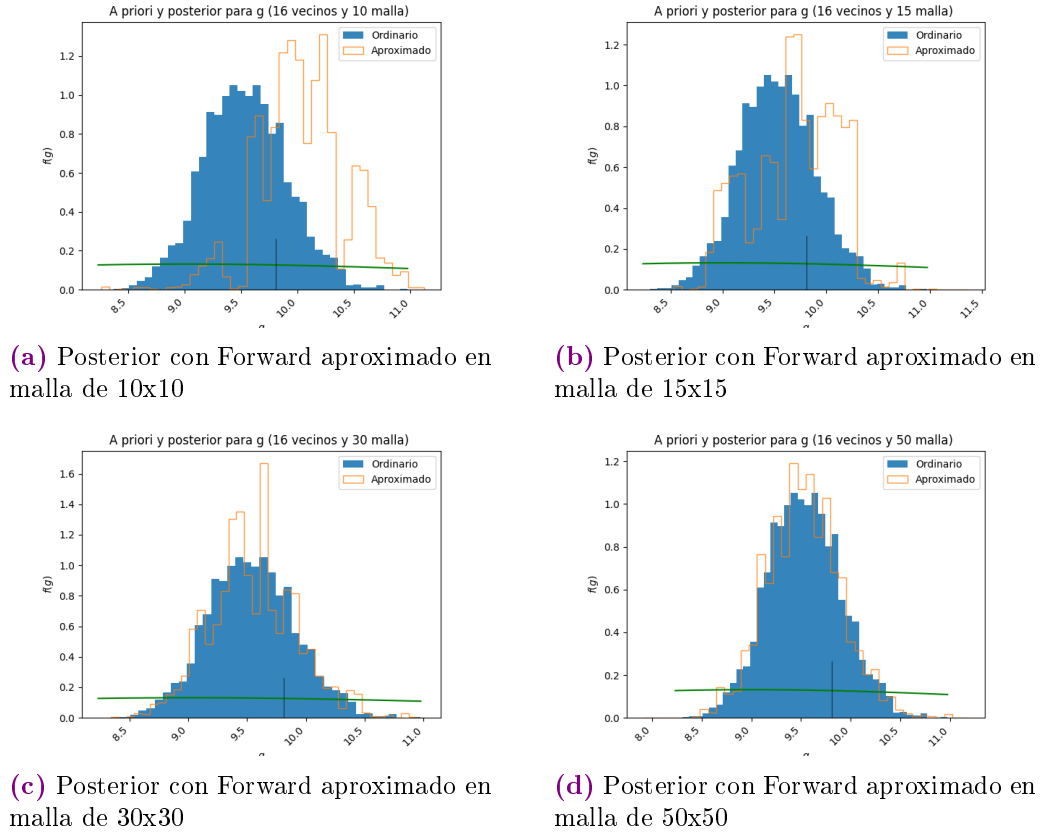 A priori y posterior para g (16 vecinos y 10 malla)
Ordinario
Aproximado
f(g)
1.2
1.0
0.8
0.6
0.4
0.2
0.0
8.5
9.0
9.5
10.0
10.5
11.0
(a) Posterior con Forward aproximado en
malla de 10x10
A priori y posterior para g (16 vecinos y 15 malla)
Ordinario
Aproximado
f(g)
1.2
1.0
0.8
0.6
0.4
0.2
0.0
8.5
9.0
9.5
10.0
10.5
11.0
11.5
(b) Posterior con Forward aproximado en
malla de 15x15
A priori y posterior para g (16 vecinos y 30 malla)
Ordinario
Aproximado
f(g)
1.6
1.4
1.2
1.0
0.8
0.6
0.4
0.2
0.0
8.5
9.0
9.5
10.0
10.5
11.0
(c) Posterior con Forward aproximado en
malla de 30x30
A priori y posterior para g (16 vecinos y 50 malla)
Ordinario
Aproximado
f(g)
1.2
1.0
0.8
0.6
0.4
0.2
0.0
8.0
8.5
9.0
9.5
10.0
10.5
11.0
(d) Posterior con Forward aproximado en
malla de 50x50